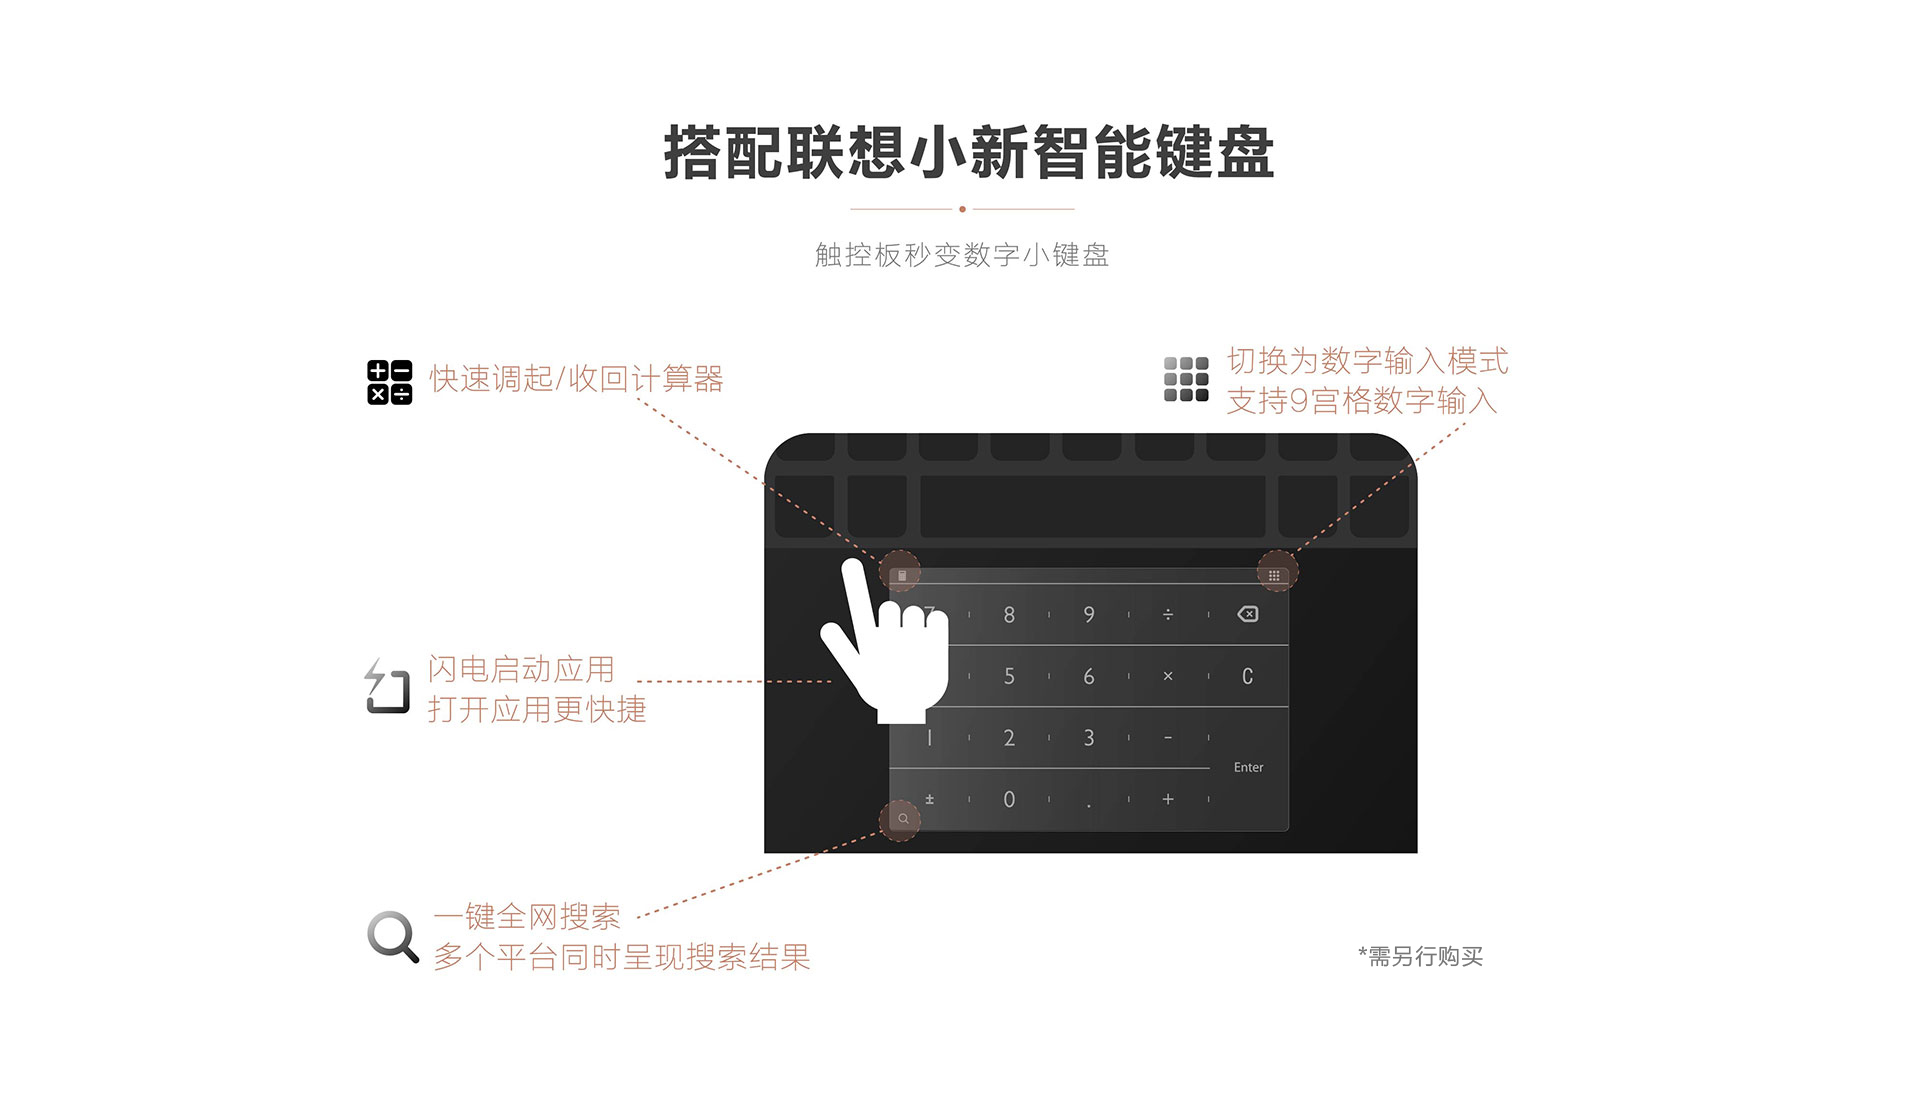 搭配联想小新智能键盘
触控板秒变数字小键盘
快速调起/收回计算器
切换为数字输入模式
支持9宫格数字输入
7 8 9 ÷
5 6 × C
1 2 3 -
Enter
± 0 . +
闪电启动应用
打开应用更快捷
一键全网搜索
多个平台同时呈现搜索结果
*需另行购买